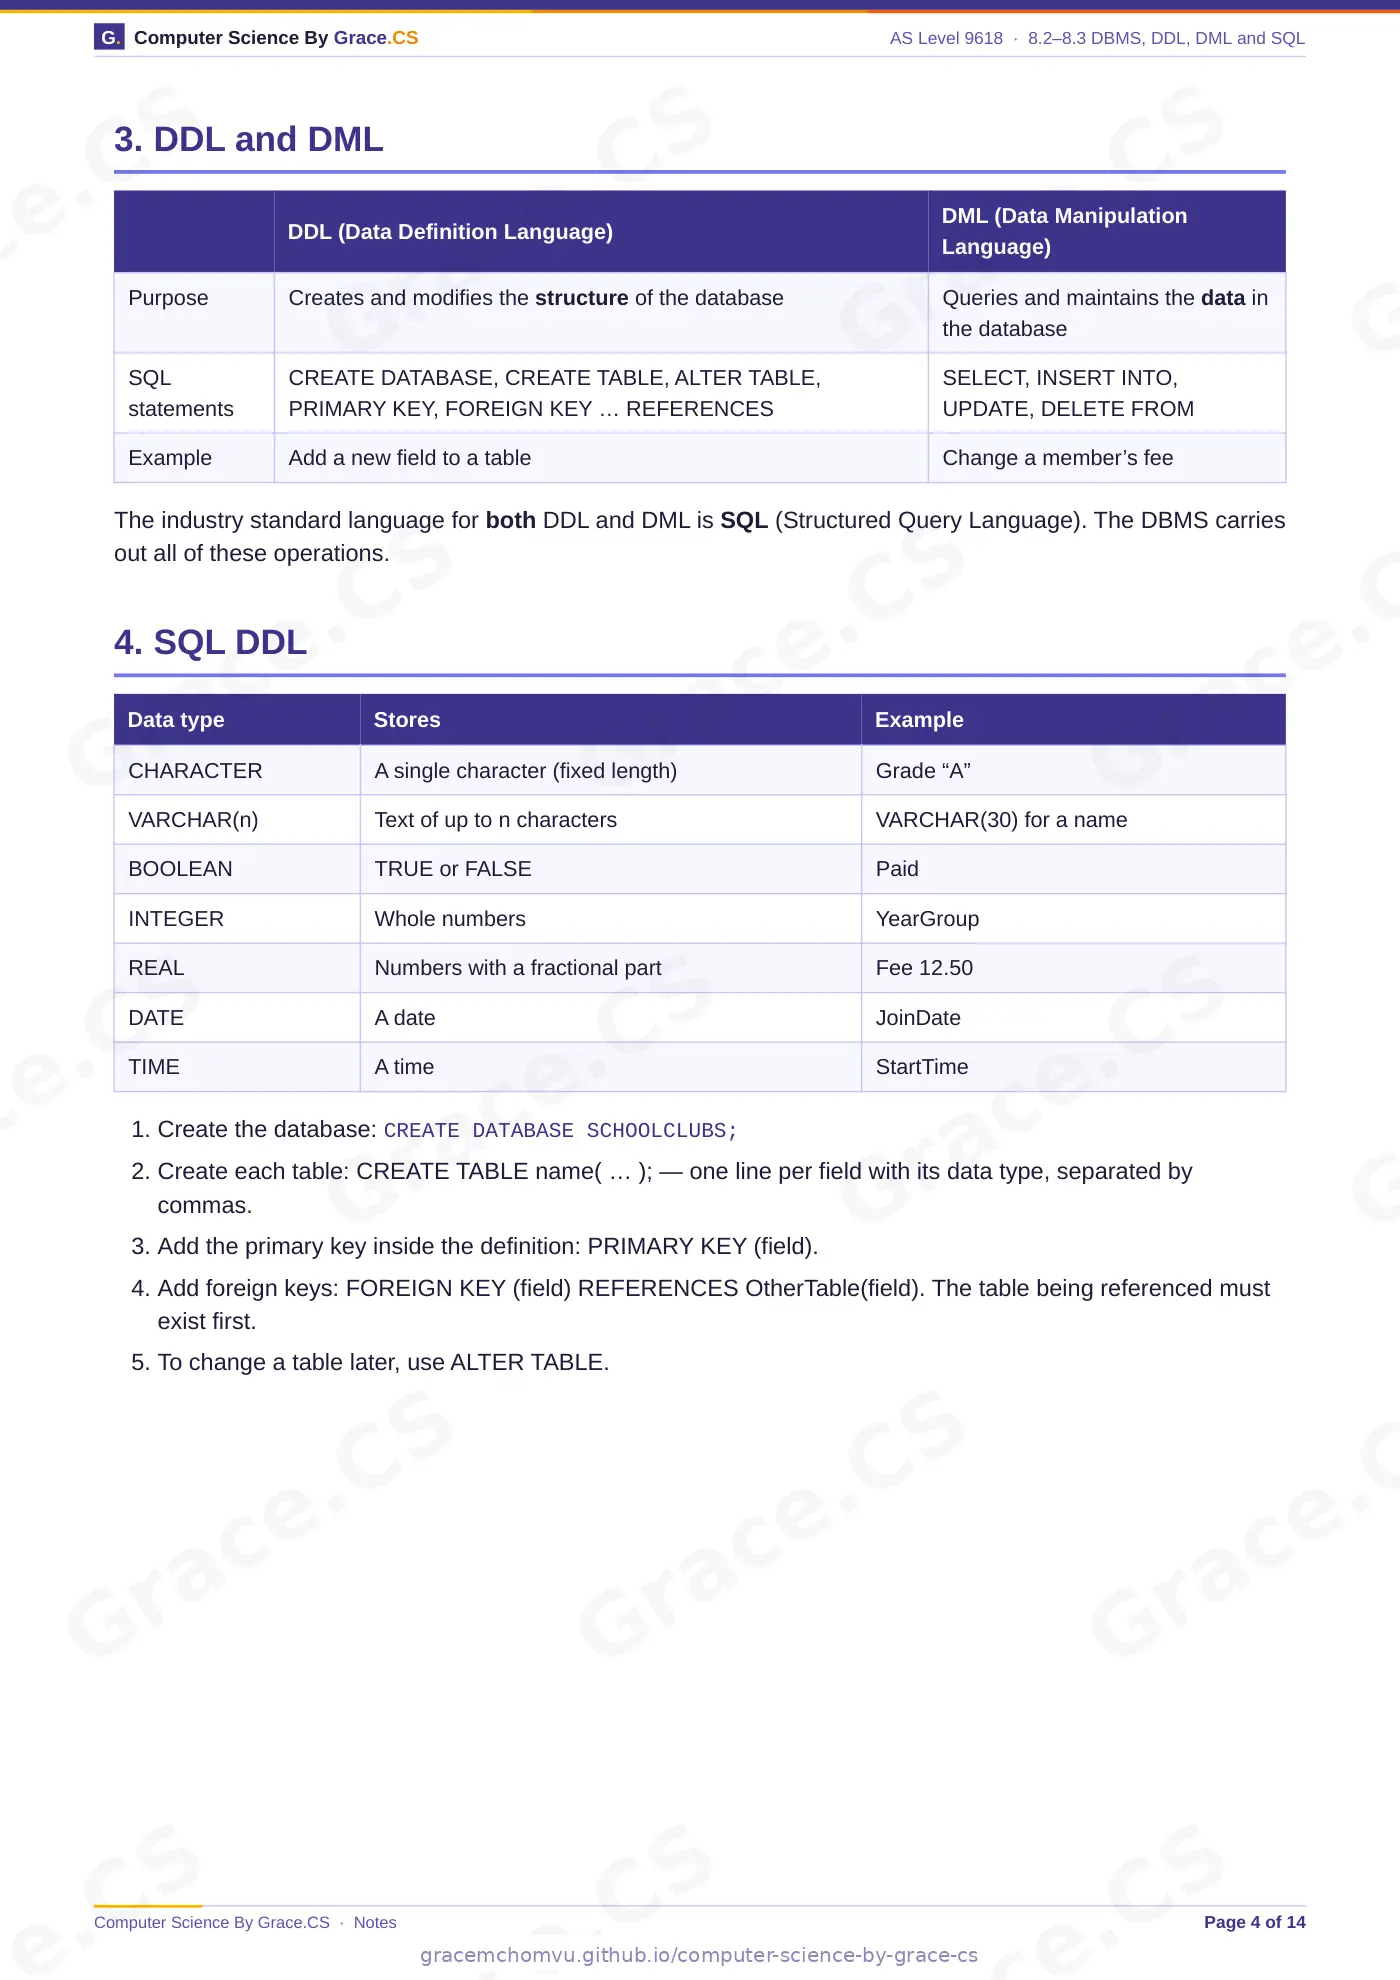 G. Computer Science By Grace.CS
AS Level 9618 · 8.2–8.3 DBMS, DDL, DML and SQL
3. DDL and DML
DDL (Data Definition Language)
DML (Data Manipulation
Language)
Purpose
Creates and modifies the structure of the database
Queries and maintains the data in
the database
SQL
statements
CREATE DATABASE, CREATE TABLE, ALTER TABLE,
PRIMARY KEY, FOREIGN KEY … REFERENCES
SELECT, INSERT INTO,
UPDATE, DELETE FROM
Example
Add a new field to a table
Change a member’s fee
The industry standard language for both DDL and DML is SQL (Structured Query Language). The DBMS carries
out all of these operations.
4. SQL DDL
Data type
Stores
Example
CHARACTER
A single character (fixed length)
Grade “A”
VARCHAR(n)
Text of up to n characters
VARCHAR(30) for a name
BOOLEAN
TRUE or FALSE
Paid
INTEGER
Whole numbers
YearGroup
REAL
Numbers with a fractional part
Fee 12.50
DATE
A date
JoinDate
TIME
A time
StartTime
1. Create the database: CREATE DATABASE SCHOOLCLUBS;
2. Create each table: CREATE TABLE name( … ); — one line per field with its data type, separated by
commas.
3. Add the primary key inside the definition: PRIMARY KEY (field).
4. Add foreign keys: FOREIGN KEY (field) REFERENCES OtherTable(field). The table being referenced must
exist first.
5. To change a table later, use ALTER TABLE.
Computer Science By Grace.CS · Notes
Page 4 of 14
gracemchomvu.github.io/computer-science-by-grace-cs